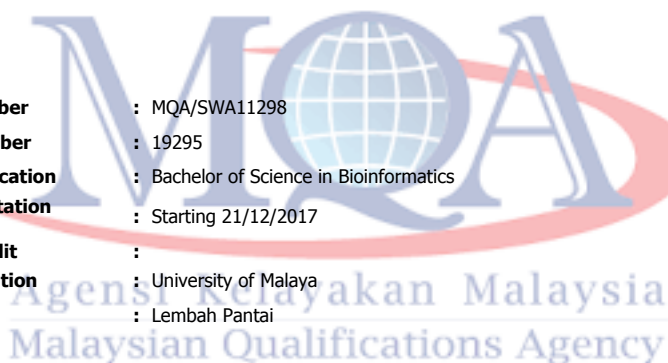 MQA
ber : MQA/SWA11298
ber : 19295
cation : Bachelor of Science in Bioinformatics
tation : Starting 21/12/2017
lit :
tion : University of Malaya
: Lembah Pantai
Agensi Kelayakan Malaysia
Malaysian Qualifications Agency